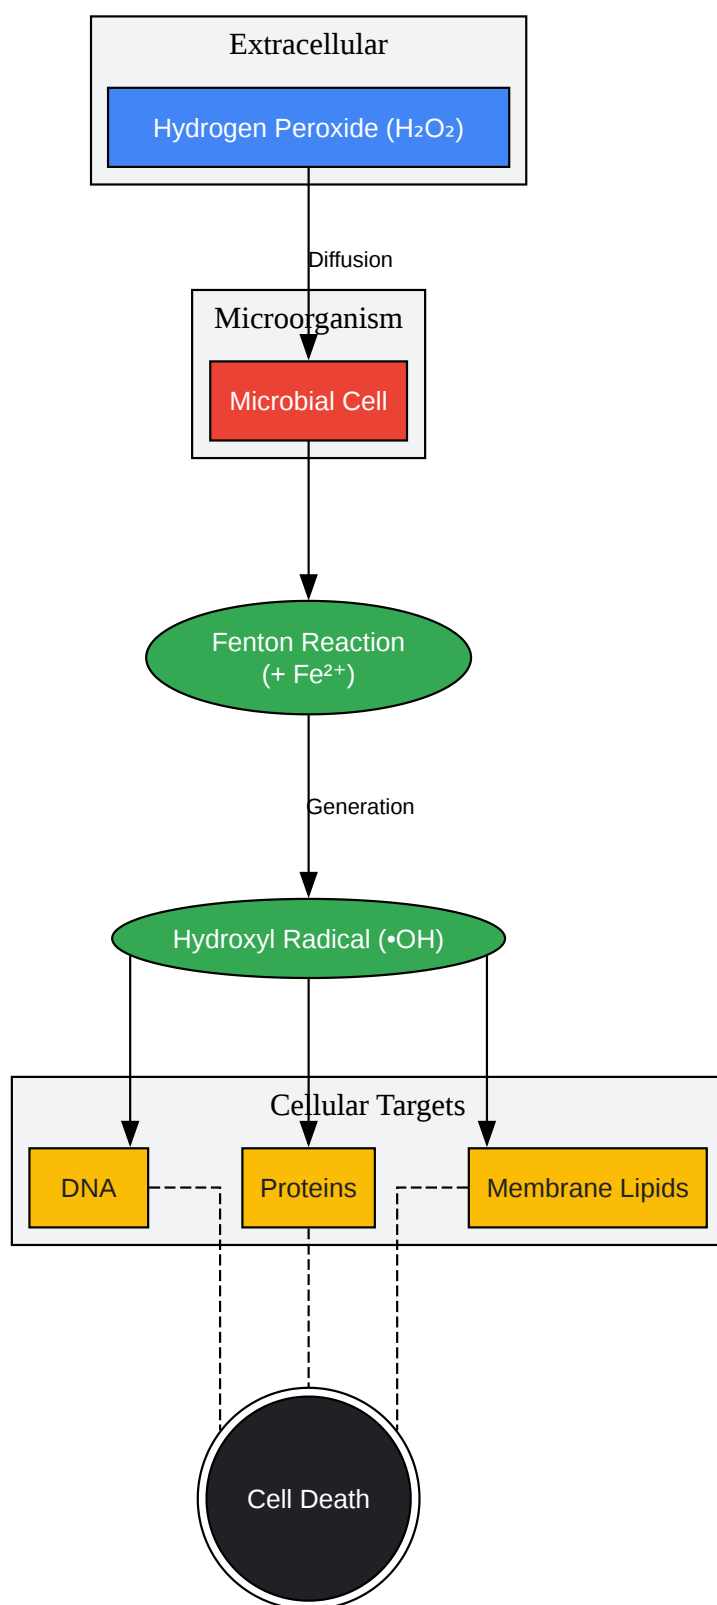 Extracellular
Hydrogen Peroxide (H₂O₂)
Diffusion
Microorganism
Microbial Cell
Fenton Reaction
(+ Fe²⁺)
Generation
Hydroxyl Radical (•OH)
Cellular Targets
DNA
Proteins
Membrane Lipids
Cell Death